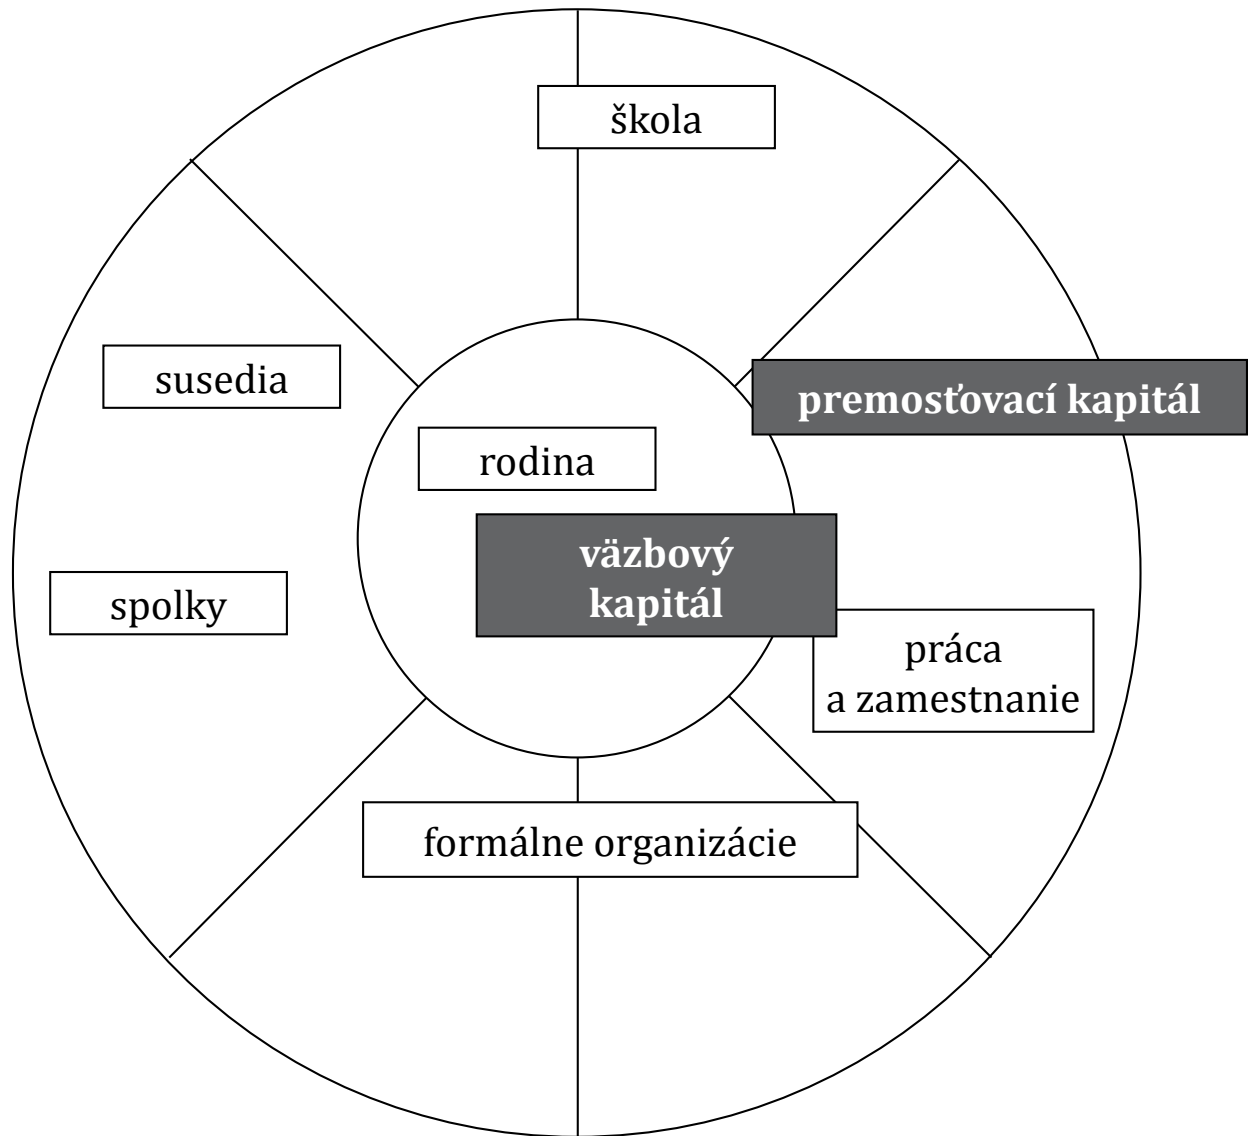 škola
susedia
premosťovací kapitál
rodina
väzbový
kapitál
spolky
práca
a zamestnanie
formálne organizácie